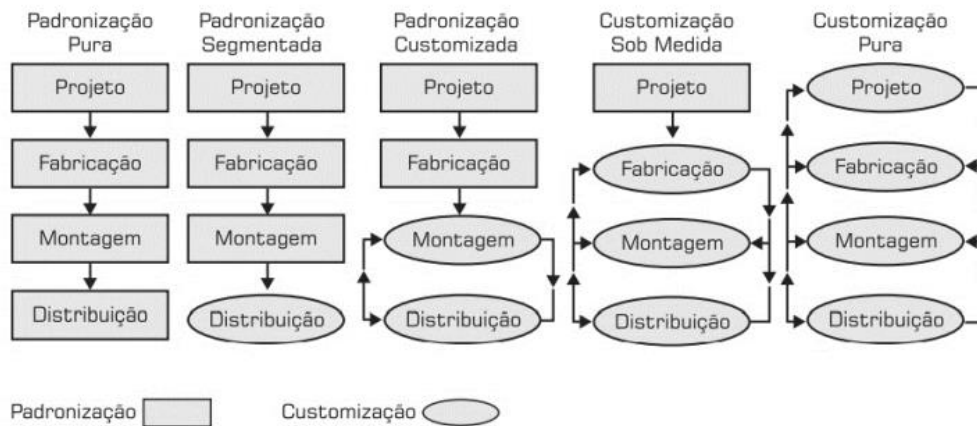 Padronização
Pura
Projeto
Fabricação
Montagem
Distribuição
Padronização
Segmentada
Projeto
Fabricação
Montagem
Distribuição
Padronização
Customizada
Projeto
Fabricação
Montagem
Distribuição
Customização
Sob Medida
Projeto
Fabricação
Montagem
Distribuição
Customização
Pura
Projeto
Fabricação
Montagem
Distribuição
Padronização
Customização